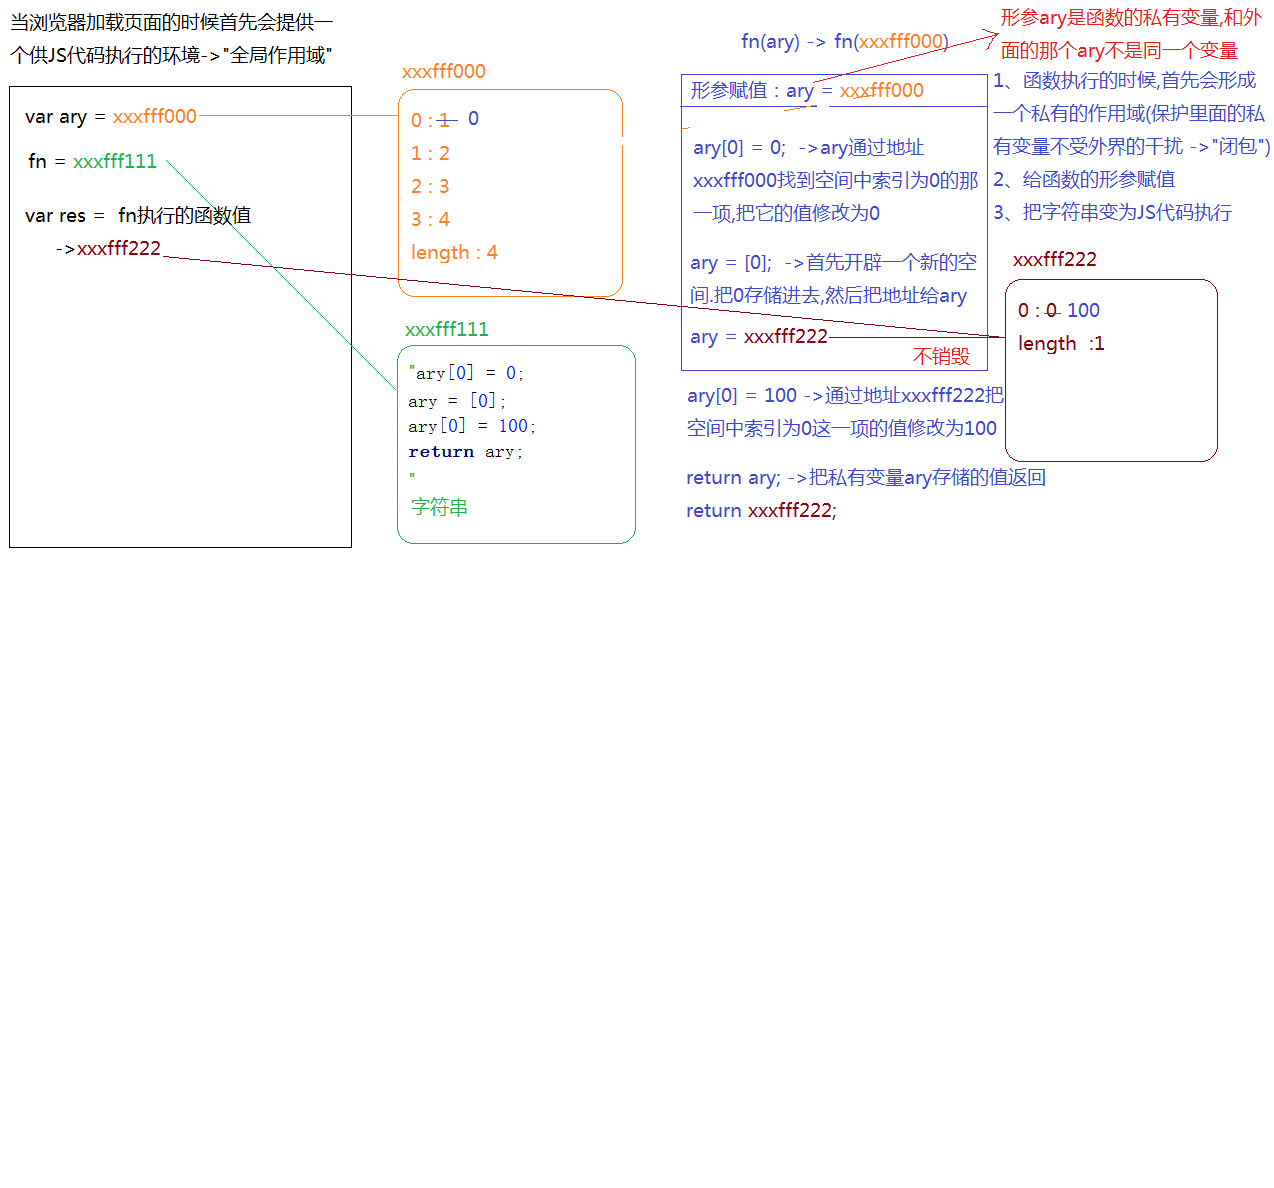 当浏览器加载页面的时候首先会提供一
个供JS代码执行的环境->"全局作用域"
var ary = xxxfff000
fn = xxxfff111
var res = fn执行的函数值
->xxxfff222
xxxfff000
0 : 1 0
1 : 2
2 : 3
3 : 4
length : 4
xxxfff111
"ary[0] = 0;
ary = [0];
ary[0] = 100;
return ary;
"
字符串
fn(ary) -> fn(xxxfff000)
形参赋值 : ary = xxxfff000
ary[0] = 0; ->ary通过地址
xxxfff000找到空间中索引为0的那
一项,把它的值修改为0
ary = [0]; ->首先开辟一个新的空
间.把0存储进去,然后把地址给ary
ary = xxxfff222
不销毁
ary[0] = 100 ->通过地址xxxfff222把
空间中索引为0这一项的值修改为100
return ary; ->把私有变量ary存储的值返回
return xxxfff222;
形参ary是函数的私有变量,和外
面的那个ary不是同一个变量
1、函数执行的时候,首先会形成
一个私有的作用域(保护里面的私
有变量不受外界的干扰 ->"闭包")
2、给函数的形参赋值
3、把字符串变为JS代码执行
xxxfff222
0 : 0 100
length :1